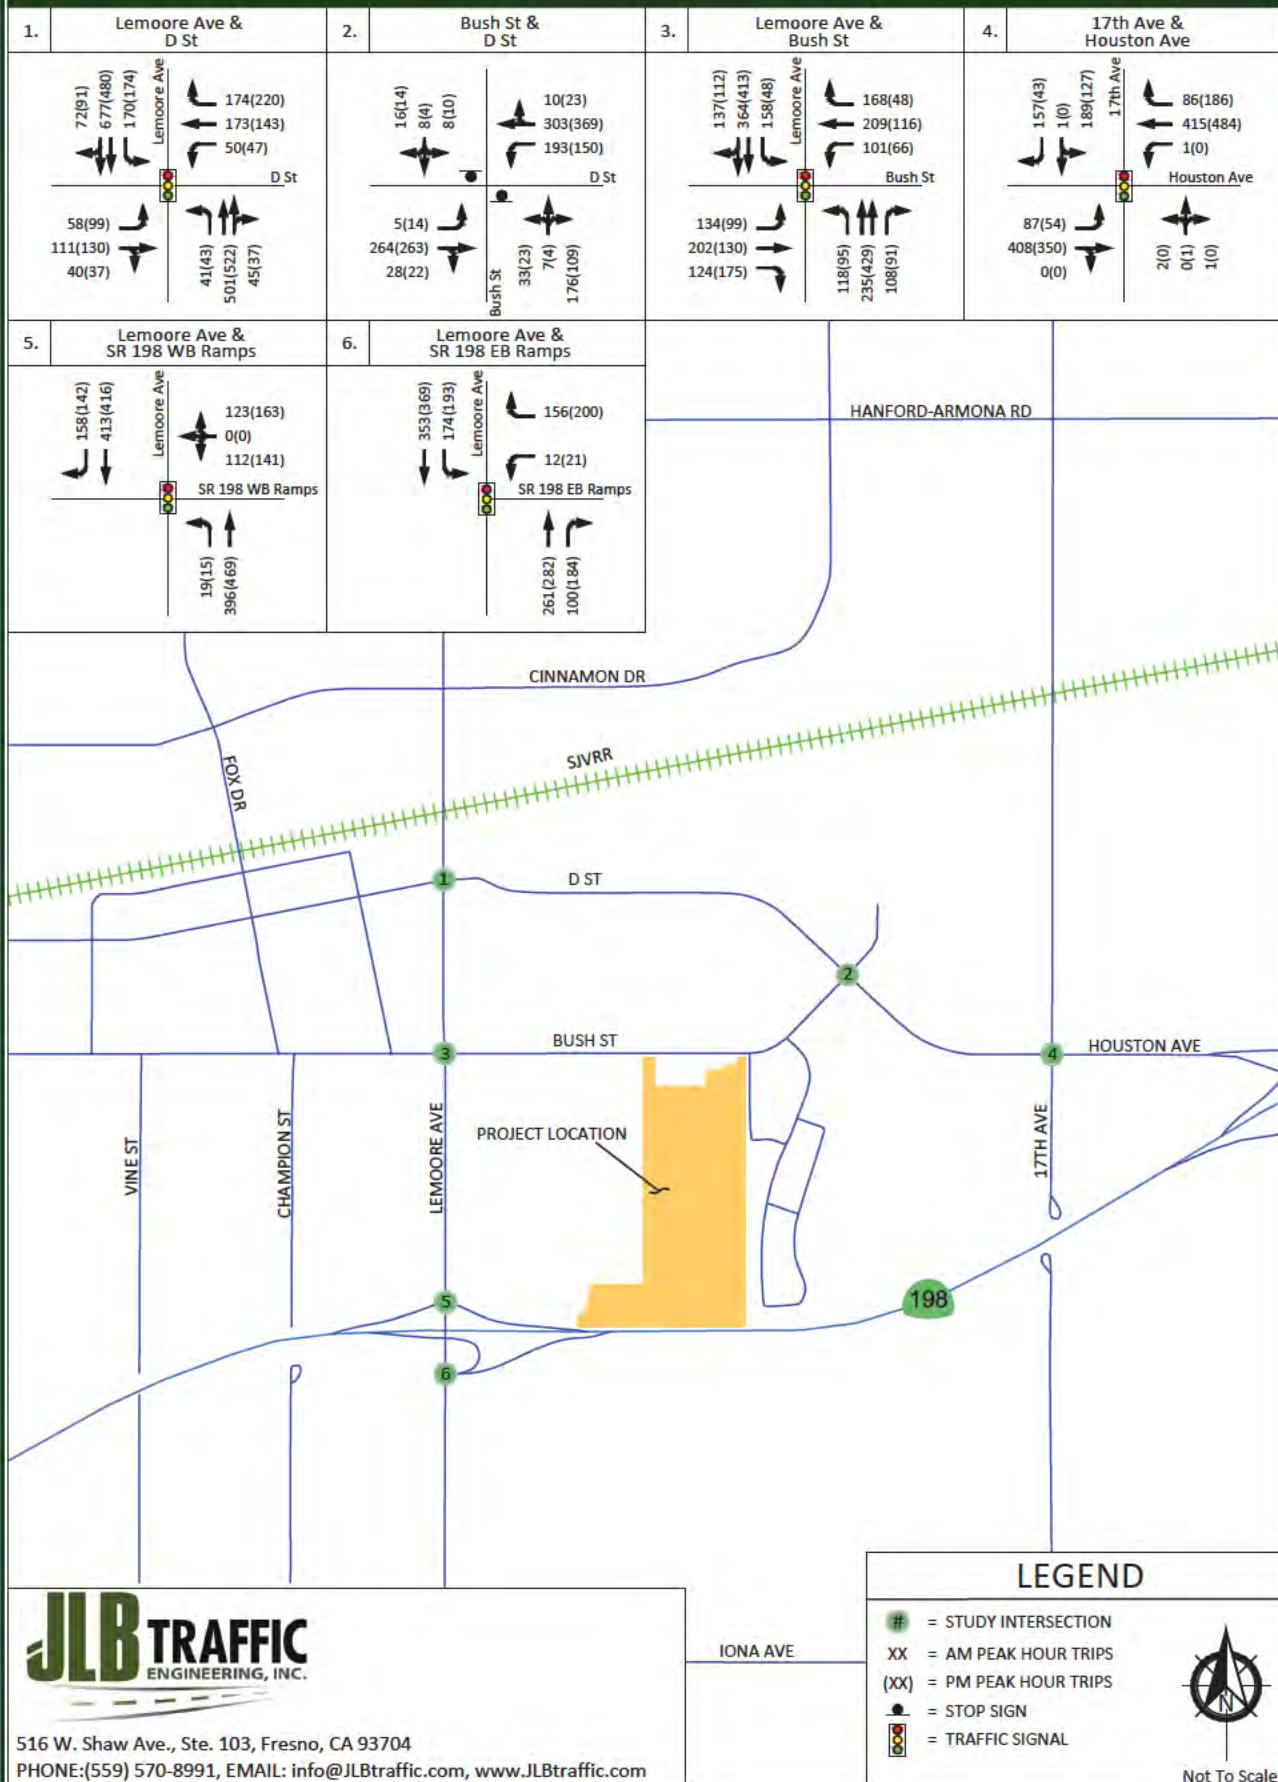 1.
Lemoore Ave &
D St
72(91)
677(480)
170(174)
Lemoore Ave
174(220)
173(143)
50(47)
D St
58(99)
111(130)
40(37)
41(43)
501(522)
45(37)
2.
Bush St &
D St
16(14)
8(4)
8(10)
10(23)
303(369)
193(150)
D St
5(14)
264(263)
28(22)
Bush St
33(23)
7(4)
176(109)
3.
Lemoore Ave &
Bush St
137(112)
364(413)
158(48)
Lemoore Ave
168(48)
209(116)
101(66)
Bush St
134(99)
202(130)
124(175)
118(95)
235(429)
108(91)
4.
17th Ave &
Houston Ave
157(43)
1(0)
189(127)
17th Ave
86(186)
415(484)
1(0)
Houston Ave
87(54)
408(350)
0(0)
2(0)
0(1)
1(0)
5.
Lemoore Ave &
SR 198 WB Ramps
158(142)
413(416)
Lemoore Ave
123(163)
0(0)
112(141)
SR 198 WB Ramps
19(15)
396(469)
6.
Lemoore Ave &
SR 198 EB Ramps
353(369)
174(193)
Lemoore Ave
156(200)
12(21)
SR 198 EB Ramps
261(282)
100(184)
HANFORD-ARMONA RD
CINNAMON DR
SJVRR
FOX DR
1
D ST
2
3
BUSH ST
4
HOUSTON AVE
PROJECT LOCATION
VINE ST
CHAMPION ST
LEMOORE AVE
17TH AVE
5
198
6
IONA AVE
JLB TRAFFIC
ENGINEERING, INC.
516 W. Shaw Ave., Ste. 103, Fresno, CA 93704
PHONE:(559) 570-8991, EMAIL: info@JLBtraffic.com, www.JLBtraffic.com
LEGEND
# = STUDY INTERSECTION
XX = AM PEAK HOUR TRIPS
(XX) = PM PEAK HOUR TRIPS
= STOP SIGN
= TRAFFIC SIGNAL
N
Not To Scale